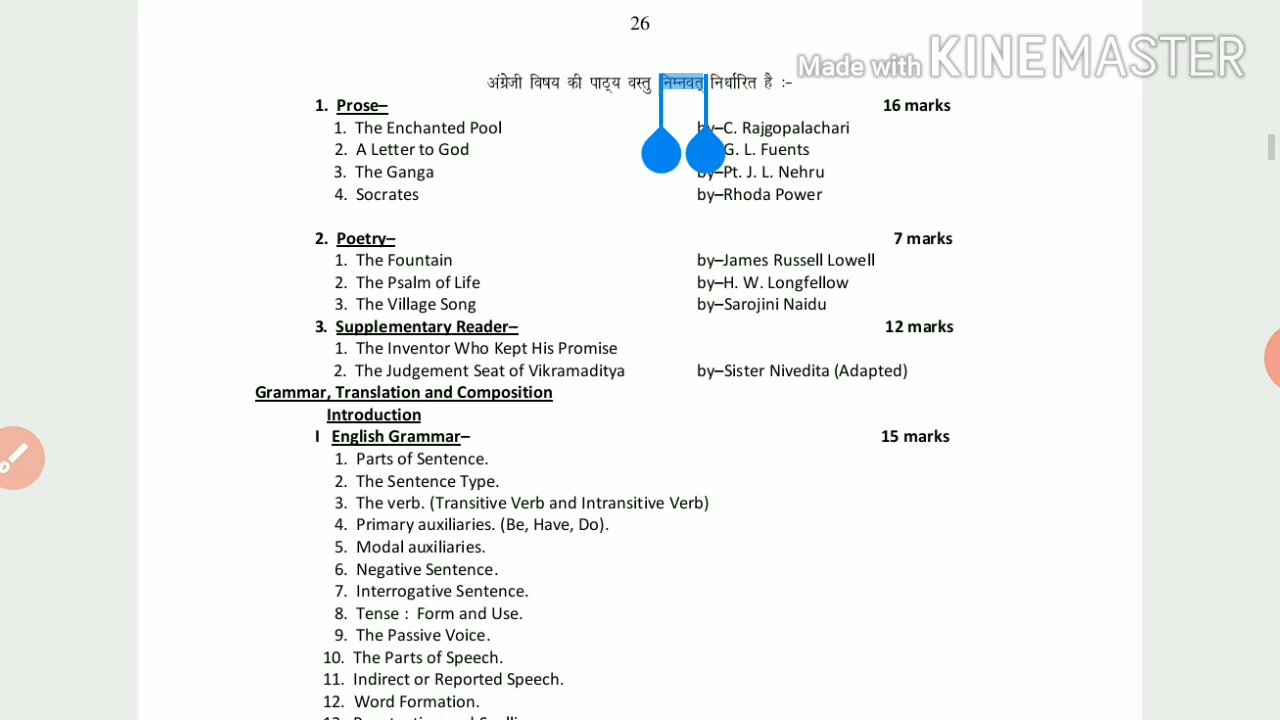 26
Made with KINEMASTER
अंग्रेजी विषय की पाठ्य वस्तु निम्नवत् निर्धारित है :-
1. Prose– 16 marks
1. The Enchanted Pool by–C. Rajgopalachari
2. A Letter to God G. L. Fuents
3. The Ganga by–Pt. J. L. Nehru
4. Socrates by–Rhoda Power
2. Poetry– 7 marks
1. The Fountain by–James Russell Lowell
2. The Psalm of Life by–H. W. Longfellow
3. The Village Song by–Sarojini Naidu
3. Supplementary Reader– 12 marks
1. The Inventor Who Kept His Promise
2. The Judgement Seat of Vikramaditya by–Sister Nivedita (Adapted)
Grammar, Translation and Composition
Introduction
I English Grammar– 15 marks
1. Parts of Sentence.
2. The Sentence Type.
3. The verb. (Transitive Verb and Intransitive Verb)
4. Primary auxiliaries. (Be, Have, Do).
5. Modal auxiliaries.
6. Negative Sentence.
7. Interrogative Sentence.
8. Tense : Form and Use.
9. The Passive Voice.
10. The Parts of Speech.
11. Indirect or Reported Speech.
12. Word Formation.